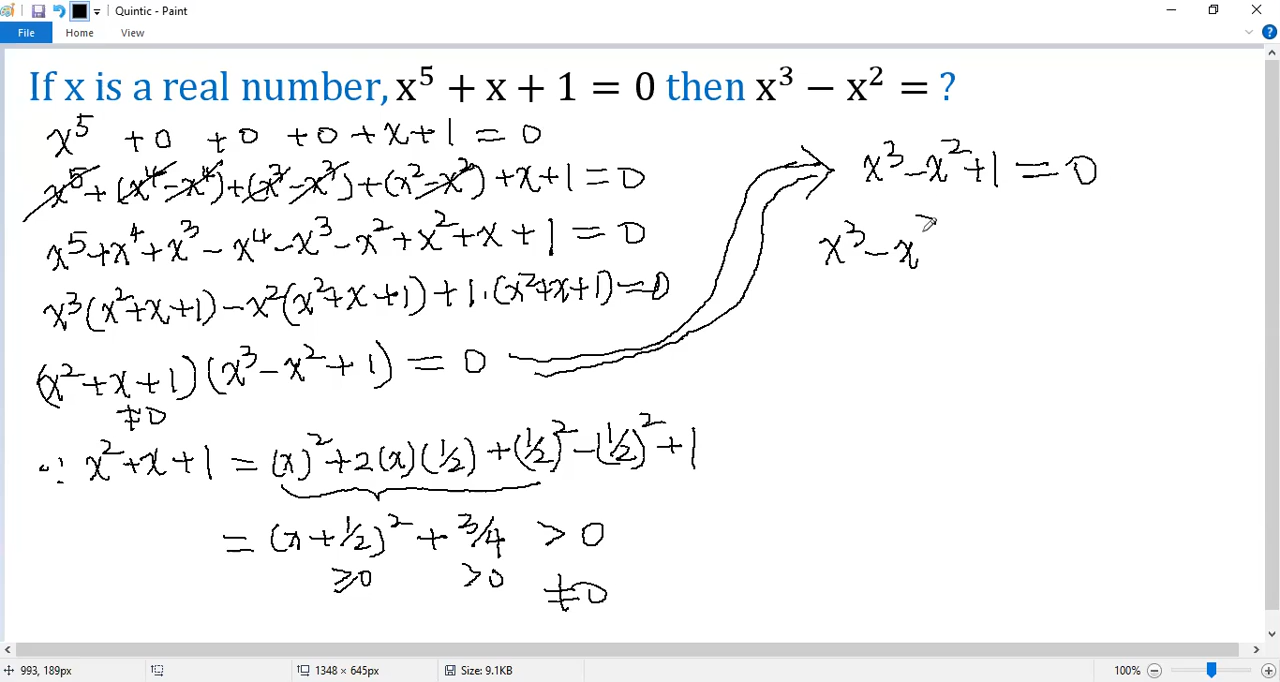 Quintic - Paint
File Home View
If x is a real number, x⁵ + x + 1 = 0 then x³ − x² = ?
x⁵ + 0 + 0 + 0 + x + 1 = 0
x⁵ + (x⁴ − x⁴) + (x³ − x³) + (x² − x²) + x + 1 = 0
x⁵ + x⁴ + x³ − x⁴ − x³ − x² + x² + x + 1 = 0
x³(x² + x + 1) − x²(x² + x + 1) + 1·(x² + x + 1) = 0
(x² + x + 1)(x³ − x² + 1) = 0
≠0
∵ x² + x + 1 = (x)² + 2(x)(1/2) + (1/2)² − (1/2)² + 1
= (x + 1/2)² + 3/4 > 0
≥0 >0 ≠0
x³ − x² + 1 = 0
x³ − x²
993, 189px 1348 × 645px Size: 9.1KB 100%